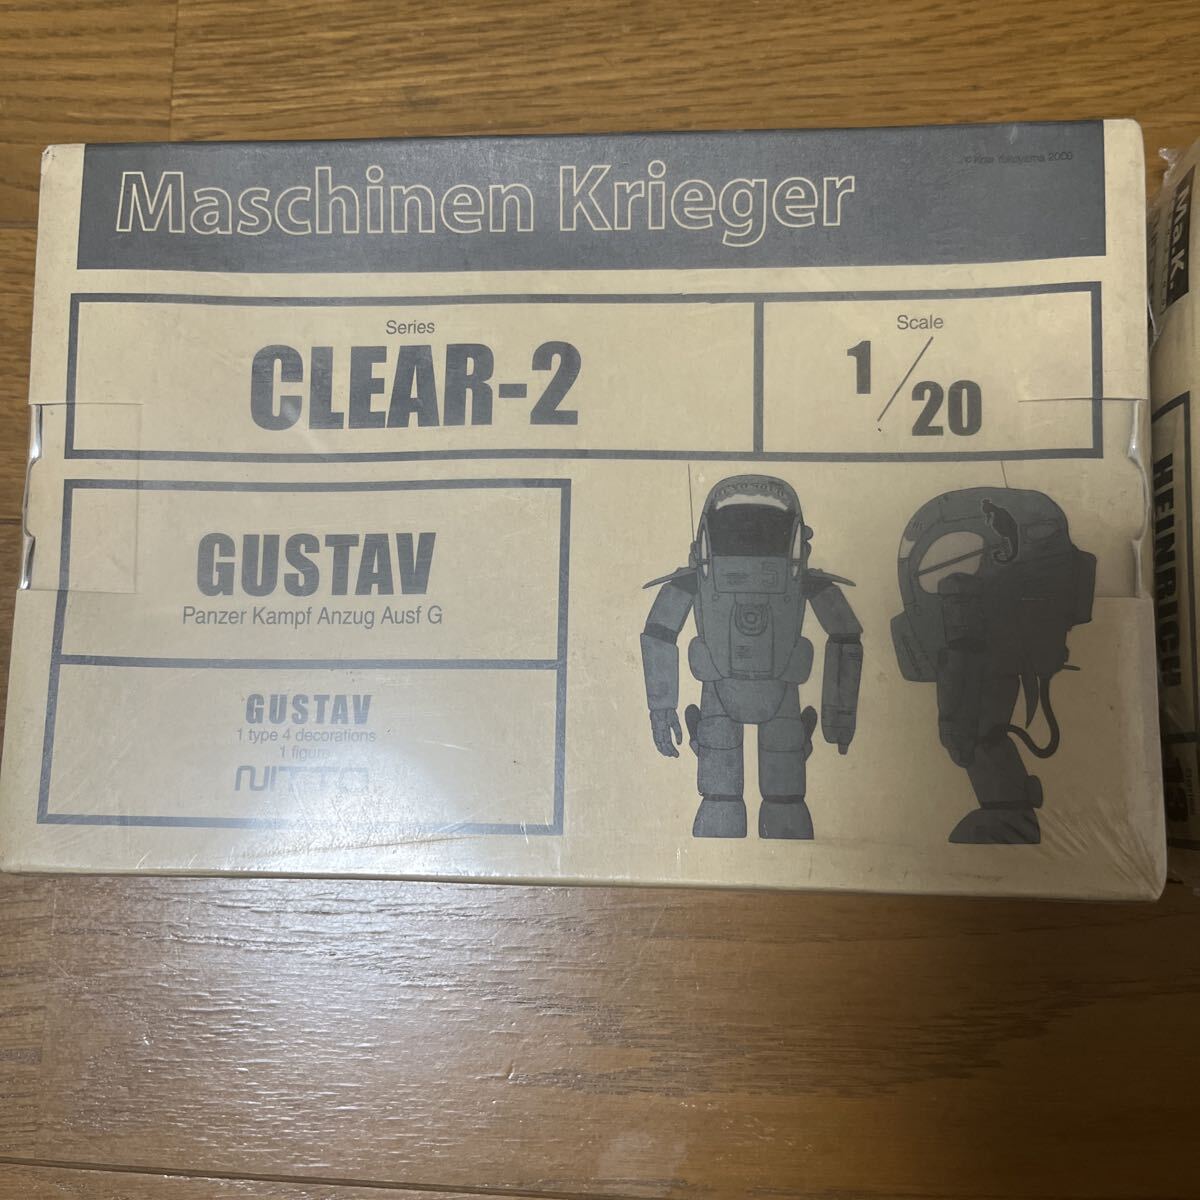 Maschinen Krieger
© Kow Yokoyama 2000
Series
CLEAR-2
Scale
1/20
GUSTAV
Panzer Kampf Anzug Ausf G
GUSTAV
1 type 4 decorations
1 figure
NITTO
Ma.K.
HEINRICH